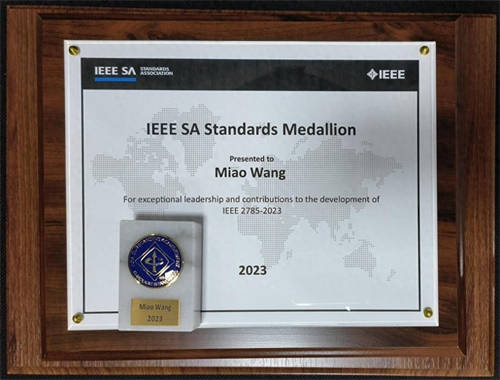 IEEE SA STANDARDS
ASSOCIATION
IEEE
IEEE SA Standards Medallion
Presented to
Miao Wang
For exceptional leadership and contributions to the development of
IEEE 2785-2023
2023
Miao Wang
2023